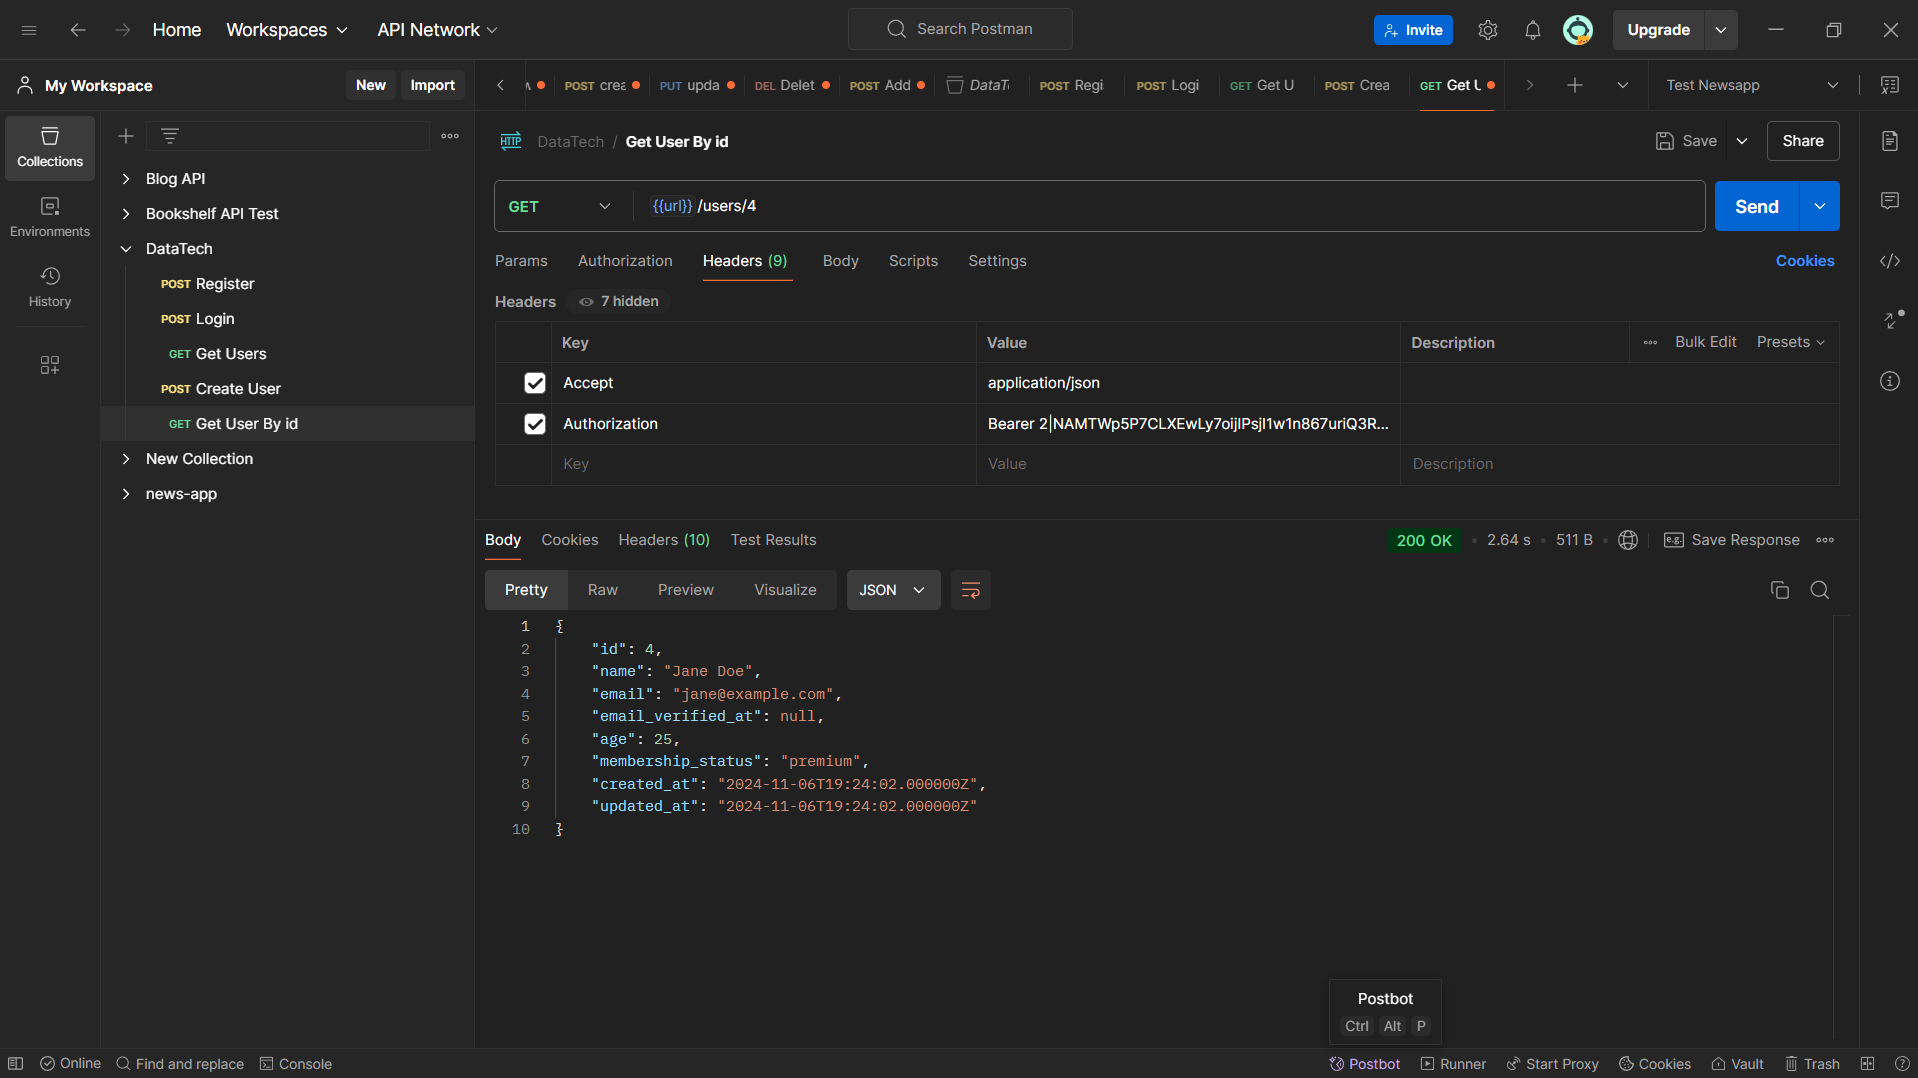 Home Workspaces API Network Search Postman Invite Upgrade
My Workspace New Import
POST crea PUT upda DEL Delet POST Add DataT POST Regi POST Logi GET Get U POST Crea GET Get U Test Newsapp
Collections
Environments
History
Blog API
Bookshelf API Test
DataTech
POST Register
POST Login
GET Get Users
POST Create User
GET Get User By id
New Collection
news-app
HTTP DataTech / Get User By id Save Share
GET {{url}} /users/4 Send
Params Authorization Headers (9) Body Scripts Settings Cookies
Headers 7 hidden
Key Value Description Bulk Edit Presets
Accept application/json
Authorization Bearer 2|NAMTWp5P7CLXEwLy7oijlPsjI1w1n867uriQ3R...
Key Value Description
Body Cookies Headers (10) Test Results 200 OK • 2.64 s • 511 B • e.g. Save Response
Pretty Raw Preview Visualize JSON
1 {
2 "id": 4,
3 "name": "Jane Doe",
4 "email": "jane@example.com",
5 "email_verified_at": null,
6 "age": 25,
7 "membership_status": "premium",
8 "created_at": "2024-11-06T19:24:02.000000Z",
9 "updated_at": "2024-11-06T19:24:02.000000Z"
10 }
Postbot
Ctrl Alt P
Online Find and replace Console Postbot Runner Start Proxy Cookies Vault Trash